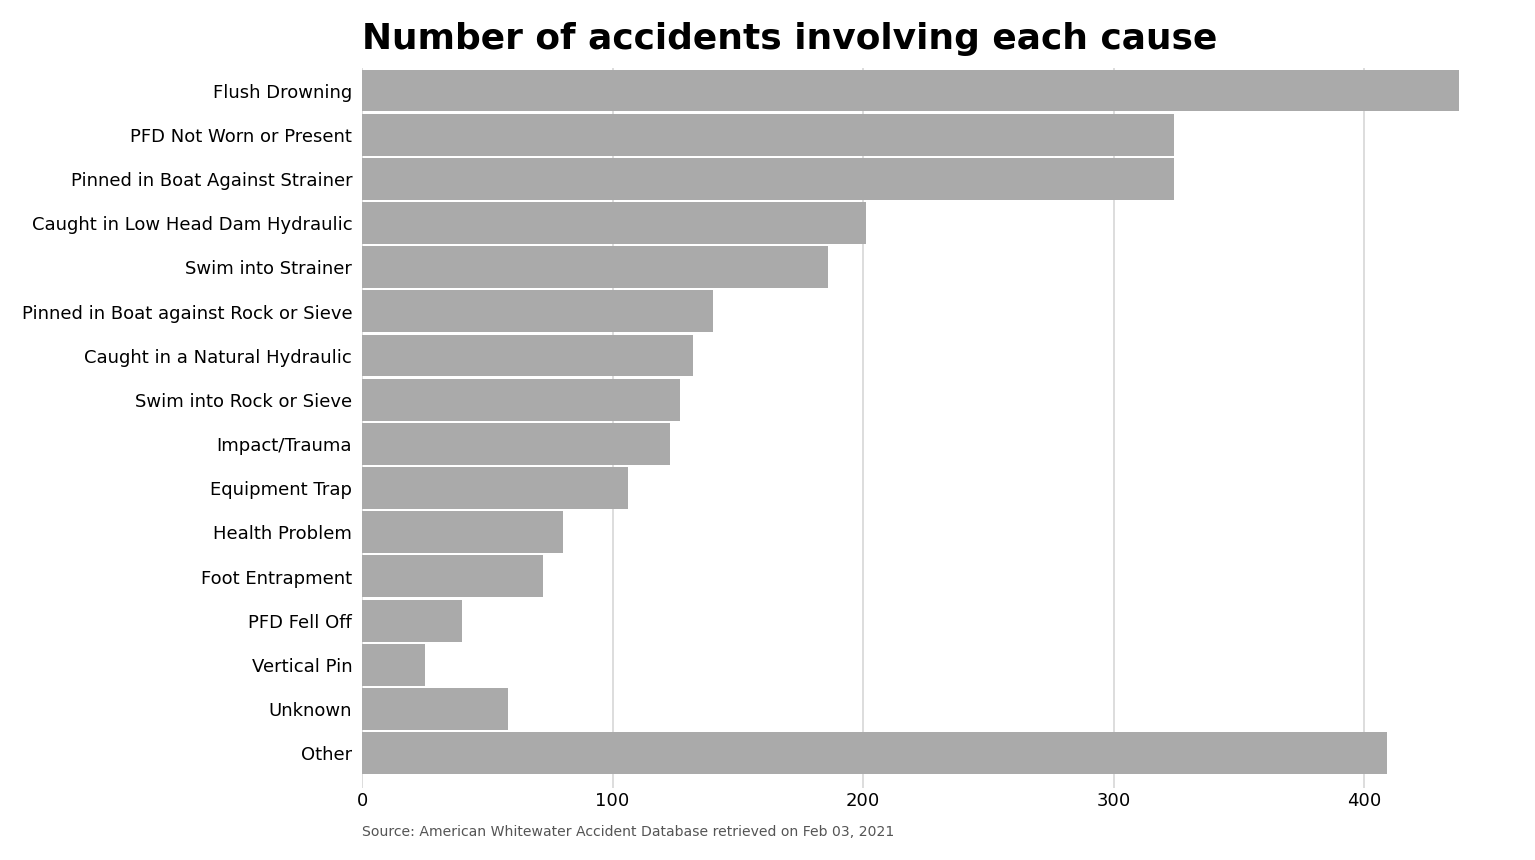 Number of accidents involving each cause
Flush Drowning
PFD Not Worn or Present
Pinned in Boat Against Strainer
Caught in Low Head Dam Hydraulic
Swim into Strainer
Pinned in Boat against Rock or Sieve
Caught in a Natural Hydraulic
Swim into Rock or Sieve
Impact/Trauma
Equipment Trap
Health Problem
Foot Entrapment
PFD Fell Off
Vertical Pin
Unknown
Other
0 100 200 300 400
Source: American Whitewater Accident Database retrieved on Feb 03, 2021